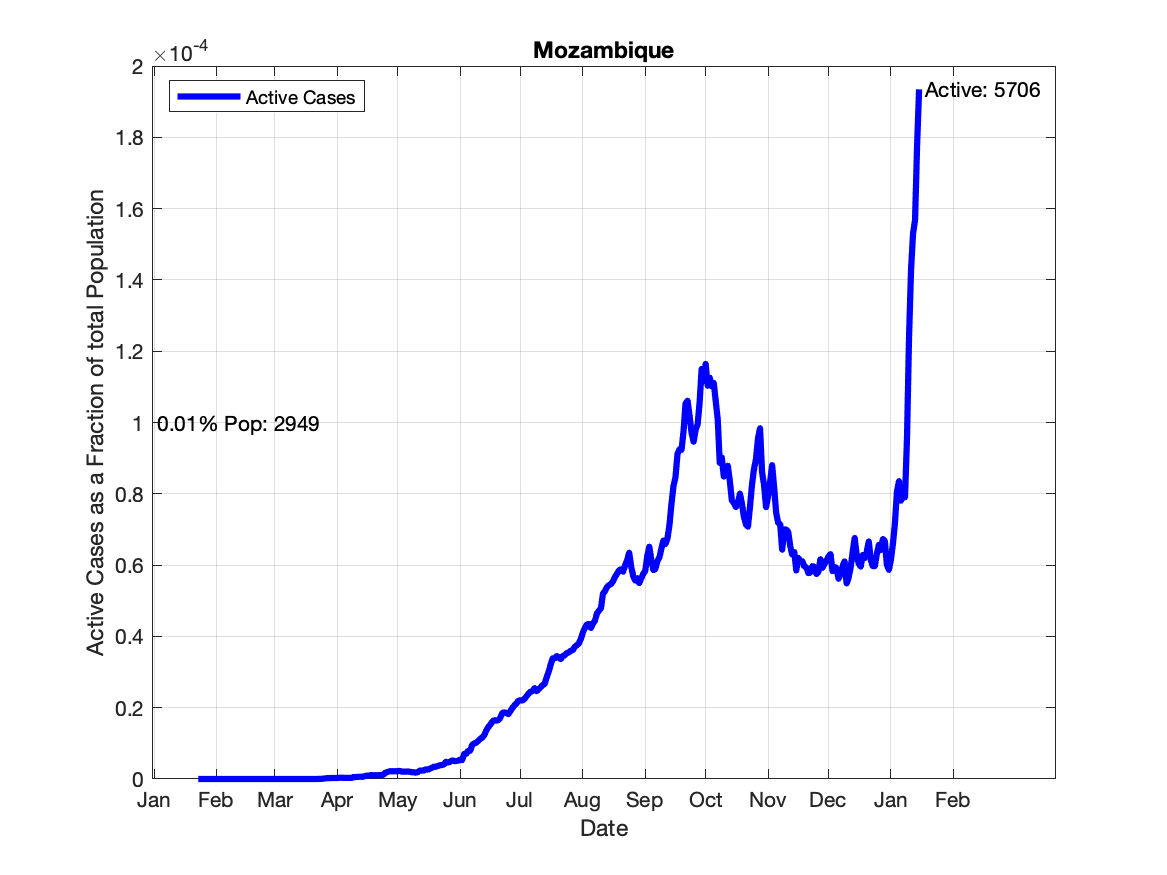 Mozambique
×10-4
2
1.8
1.6
1.4
1.2
1
0.8
0.6
0.4
0.2
0
Active Cases as a Fraction of total Population
Active Cases
Active: 5706
0.01% Pop: 2949
Jan Feb Mar Apr May Jun Jul Aug Sep Oct Nov Dec Jan Feb
Date